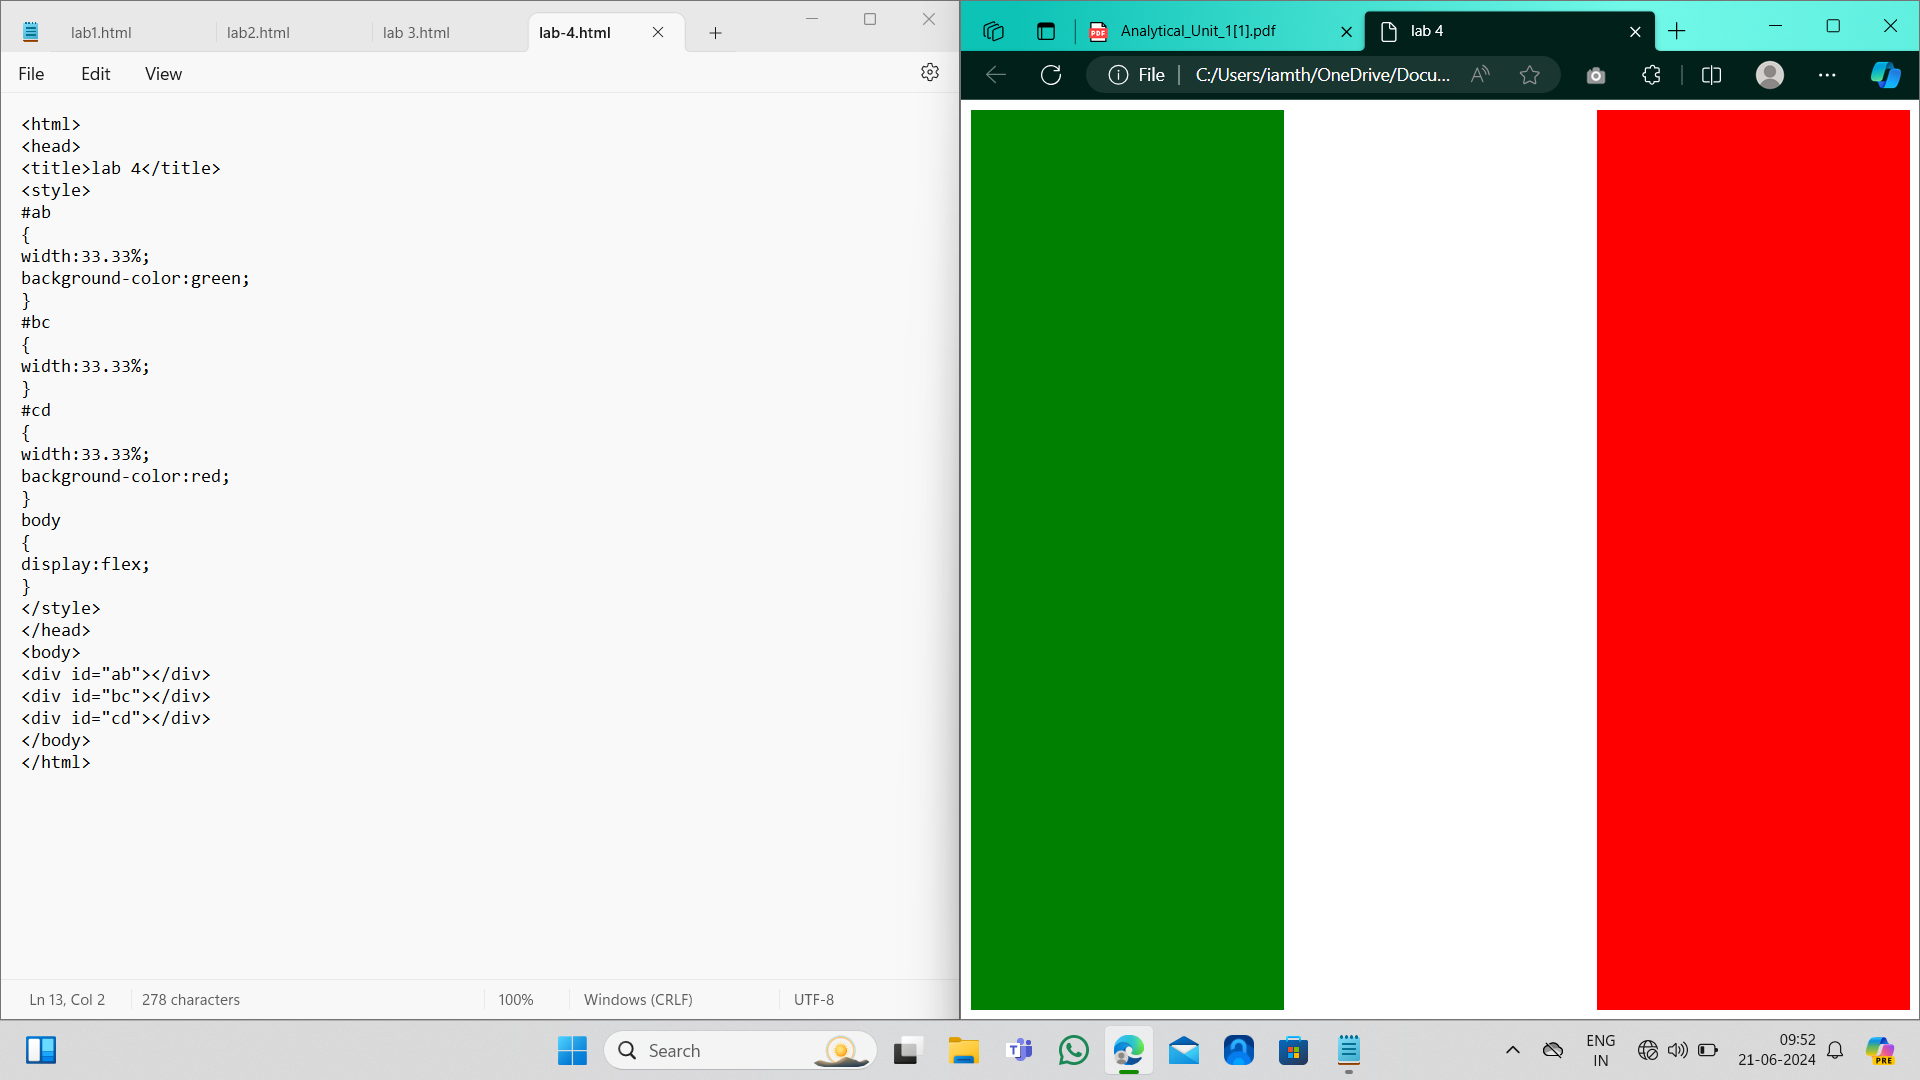 lab1.html
lab2.html
lab 3.html
lab-4.html
File
Edit
View
<html>
<head>
<title>lab 4</title>
<style>
#ab
{
width:33.33%;
background-color:green;
}
#bc
{
width:33.33%;
}
#cd
{
width:33.33%;
background-color:red;
}
body
{
display:flex;
}
</style>
</head>
<body>
<div id="ab"></div>
<div id="bc"></div>
<div id="cd"></div>
</body>
</html>
Ln 13, Col 2
278 characters
100%
Windows (CRLF)
UTF-8
PDF
Analytical_Unit_1[1].pdf
lab 4
File
C:/Users/iamth/OneDrive/Docu...
Search
ENG
IN
09:52
21-06-2024
PRE